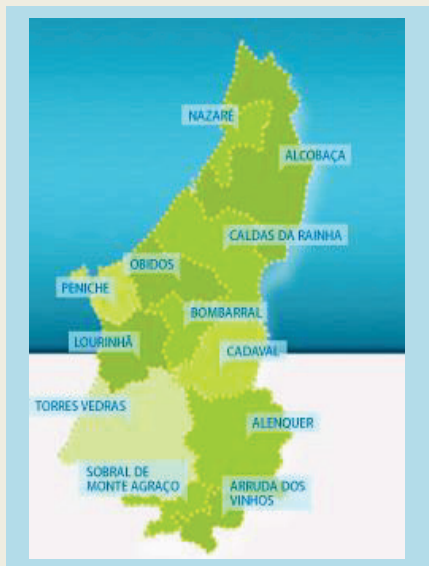 NAZARÉ
ALCOBAÇA
CALDAS DA RAINHA
OBIDOS
PENICHE
BOMBARRAL
LOURINHÃ
CADAVAL
TORRES VEDRAS
ALENQUER
SOBRAL DE
MONTE AGRAÇO
ARRUDA DOS
VINHOS